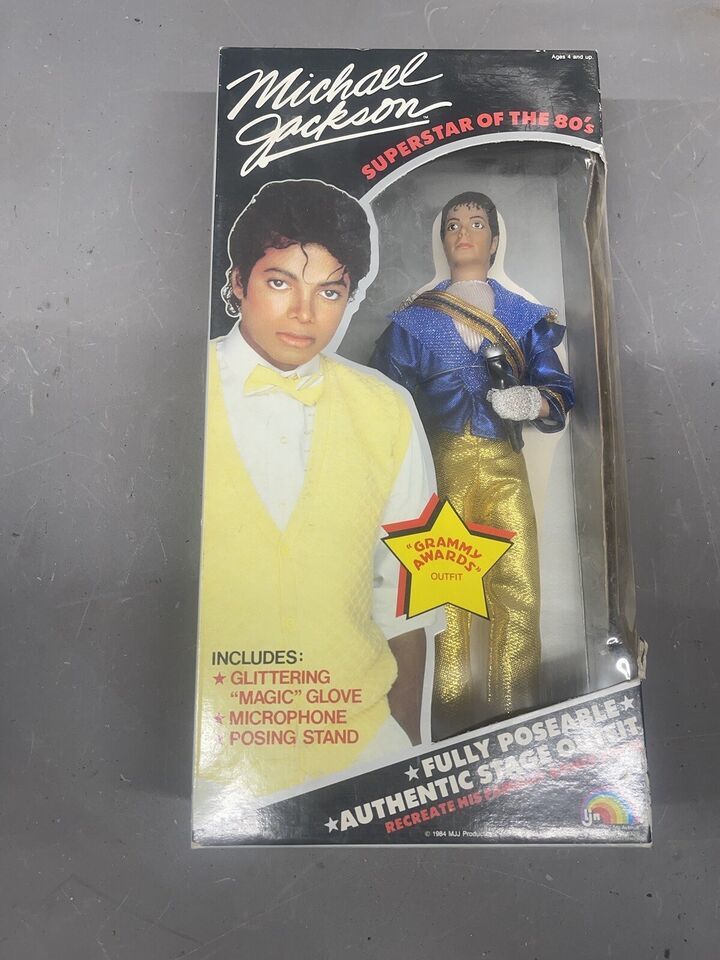 Ages 4 and up.
Michael
Jackson™
SUPERSTAR OF THE 80's
"GRAMMY
AWARDS"
OUTFIT
INCLUDES:
★ GLITTERING
"MAGIC" GLOVE
★ MICROPHONE
★ POSING STAND
★ FULLY POSEABLE ★
★ AUTHENTIC STAGE OUTFIT
RECREATE HIS
© 1984 MJJ
ljn